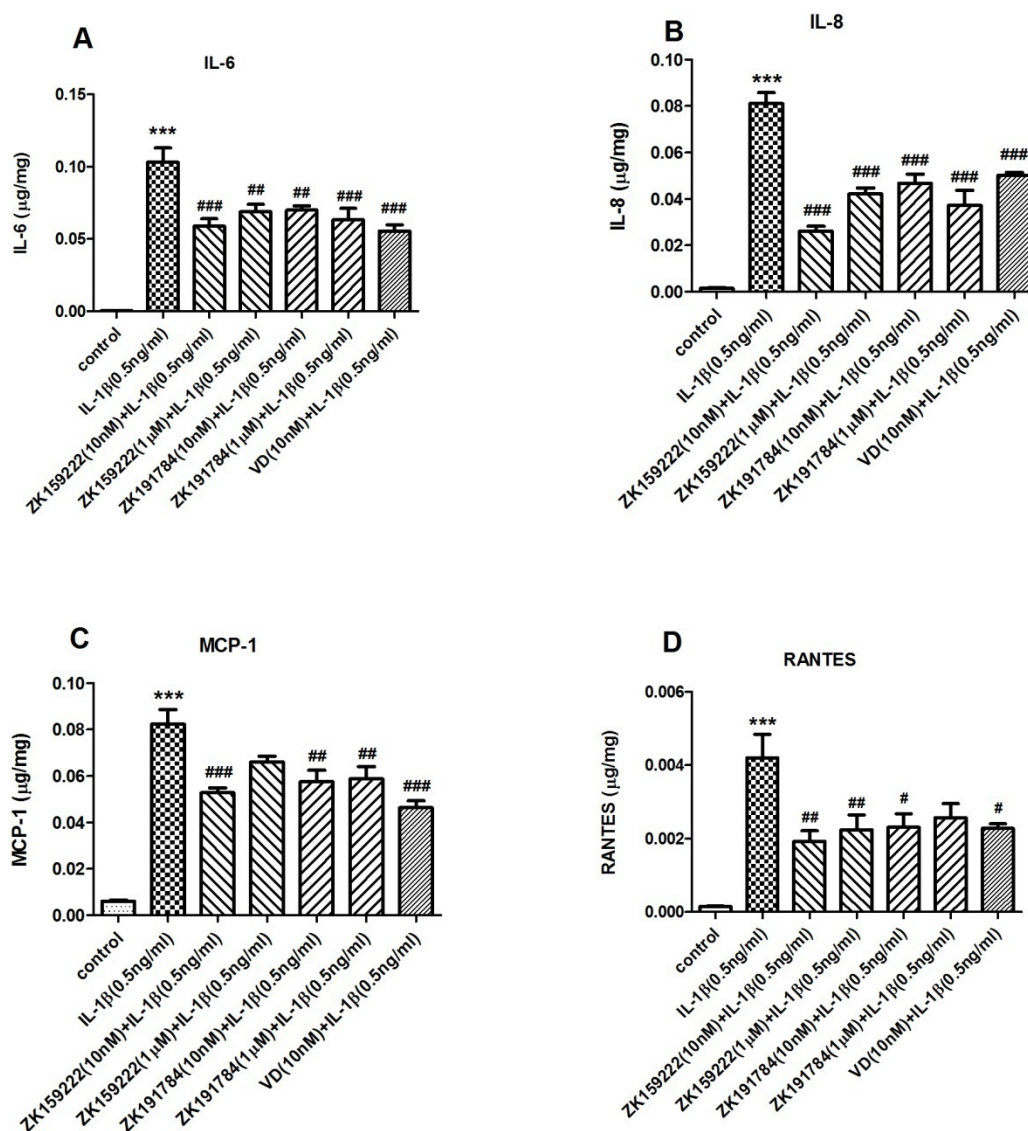 A
IL-6
IL-6 (µg/mg)
0.15
0.10
0.05
0.00
***
###
##
##
###
###
control
IL-1β(0.5ng/ml)
ZK159222(10nM)+IL-1β(0.5ng/ml)
ZK159222(1µM)+IL-1β(0.5ng/ml)
ZK191784(10nM)+IL-1β(0.5ng/ml)
ZK191784(1µM)+IL-1β(0.5ng/ml)
VD(10nM)+IL-1β(0.5ng/ml)
B
IL-8
IL-8 (µg/mg)
0.10
0.08
0.06
0.04
0.02
0.00
***
###
###
###
###
###
control
IL-1β(0.5ng/ml)
ZK159222(10nM)+IL-1β(0.5ng/ml)
ZK159222(1µM)+IL-1β(0.5ng/ml)
ZK191784(10nM)+IL-1β(0.5ng/ml)
ZK191784(1µM)+IL-1β(0.5ng/ml)
VD(10nM)+IL-1β(0.5ng/ml)
C
MCP-1
MCP-1 (µg/mg)
0.10
0.08
0.06
0.04
0.02
0.00
***
###
##
##
###
control
IL-1β(0.5ng/ml)
ZK159222(10nM)+IL-1β(0.5ng/ml)
ZK159222(1µM)+IL-1β(0.5ng/ml)
ZK191784(10nM)+IL-1β(0.5ng/ml)
ZK191784(1µM)+IL-1β(0.5ng/ml)
VD(10nM)+IL-1β(0.5ng/ml)
D
RANTES
RANTES (µg/mg)
0.006
0.004
0.002
0.000
***
##
##
#
#
control
IL-1β(0.5ng/ml)
ZK159222(10nM)+IL-1β(0.5ng/ml)
ZK159222(1µM)+IL-1β(0.5ng/ml)
ZK191784(10nM)+IL-1β(0.5ng/ml)
ZK191784(1µM)+IL-1β(0.5ng/ml)
VD(10nM)+IL-1β(0.5ng/ml)